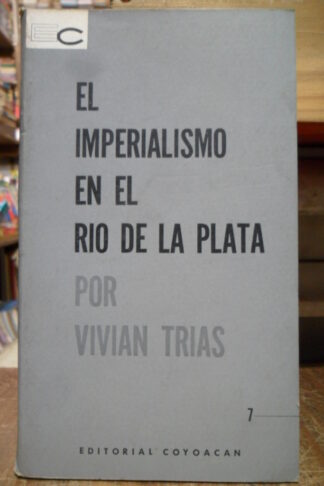 EC
EL
IMPERIALISMO
EN EL
RIO DE LA PLATA
POR
VIVIAN TRIAS
7
EDITORIAL COYOACAN